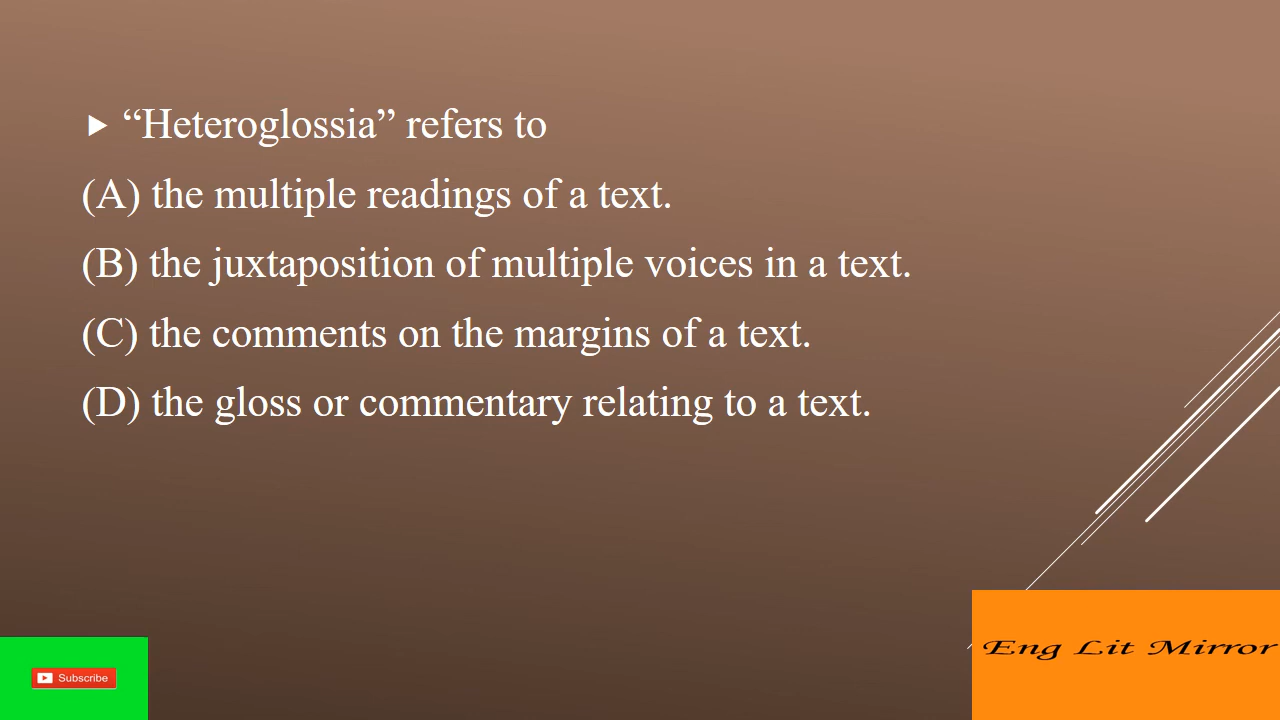 “Heteroglossia” refers to
(A) the multiple readings of a text.
(B) the juxtaposition of multiple voices in a text.
(C) the comments on the margins of a text.
(D) the gloss or commentary relating to a text.
Subscribe
Eng Lit Mirror